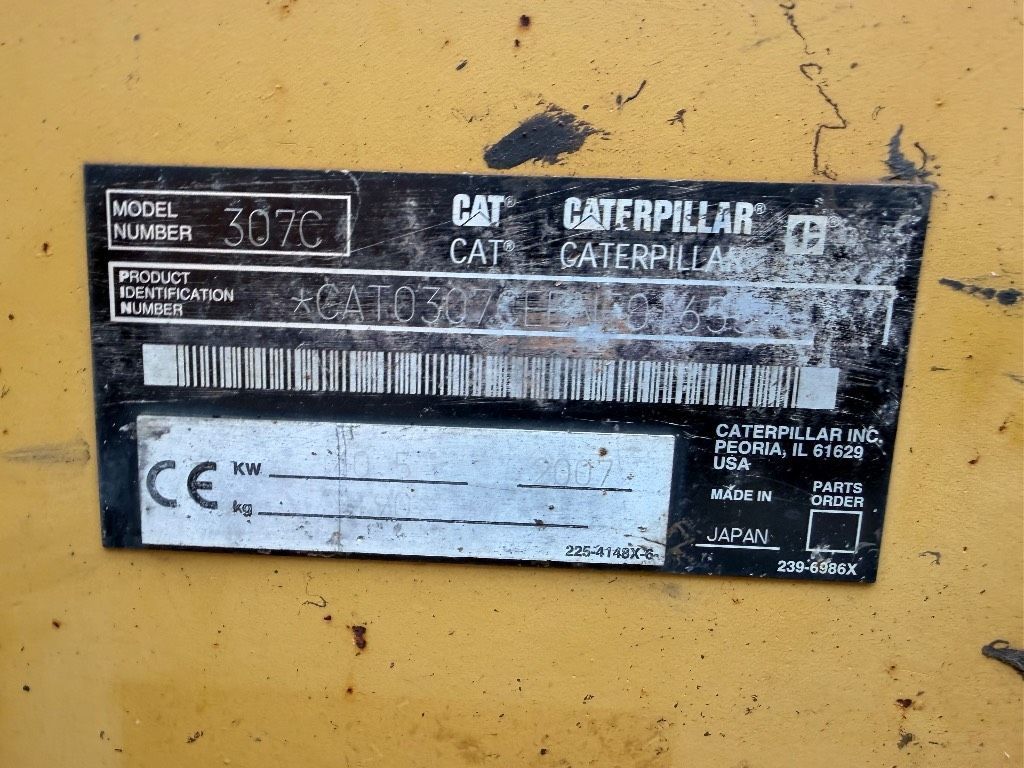 MODEL NUMBER 307C
CAT® CATERPILLAR® ®
CAT® CATERPILLAR
PRODUCT IDENTIFICATION NUMBER
KW 2007
kg
225-4148X-6
CATERPILLAR INC.
PEORIA, IL 61629
USA
MADE IN
JAPAN
PARTS
ORDER
239-6986X